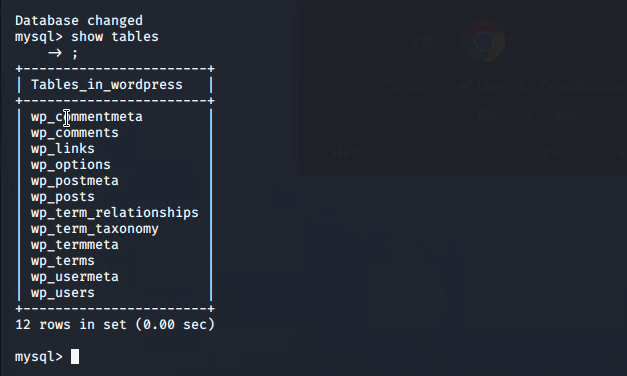 Database changed
mysql> show tables
    -> ;
+-----------------------+
| Tables_in_wordpress   |
+-----------------------+
| wp_commentmeta        |
| wp_comments           |
| wp_links              |
| wp_options            |
| wp_postmeta           |
| wp_posts              |
| wp_term_relationships |
| wp_term_taxonomy      |
| wp_termmeta           |
| wp_terms              |
| wp_usermeta           |
| wp_users              |
+-----------------------+
12 rows in set (0.00 sec)
mysql>